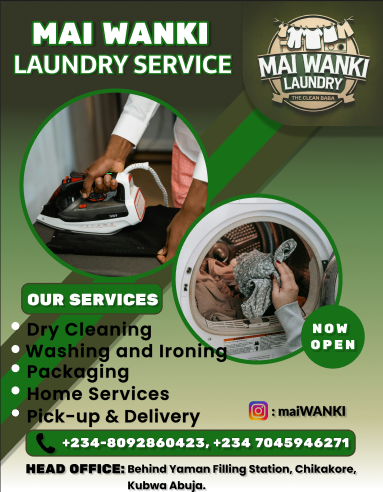 MAI WANKI
LAUNDRY SERVICE
MAI WANKI
LAUNDRY
THE CLEAN BABA
OUR SERVICES
Dry Cleaning
Washing and Ironing
Packaging
Home Services
Pick-up & Delivery
NOW
OPEN
: maiWANKI
+234-8092860423, +234 7045946271
HEAD OFFICE: Behind Yaman Filling Station, Chikakore,
Kubwa Abuja.